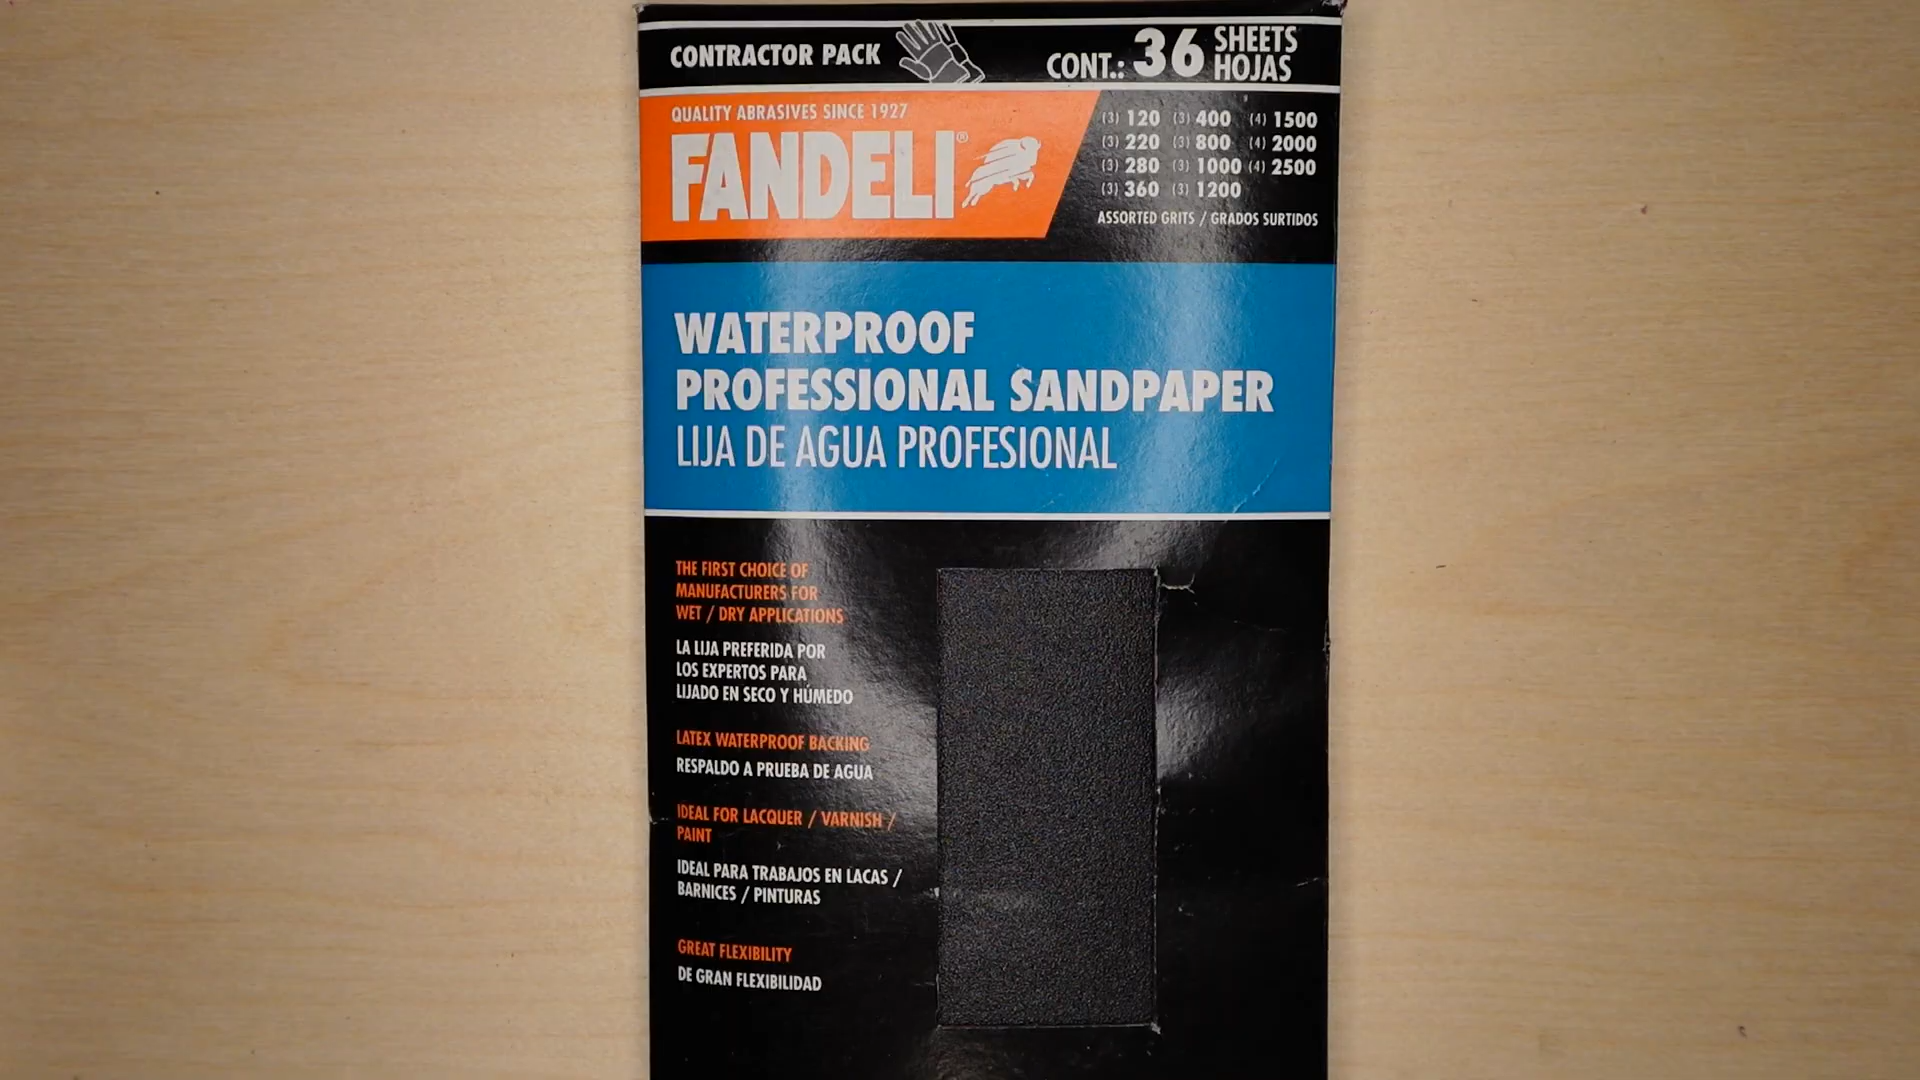 CONTRACTOR PACK
CONT.: 36 SHEETS
HOJAS
QUALITY ABRASIVES SINCE 1927
FANDELI®
(3) 120 (3) 400 (4) 1500
(3) 220 (3) 800 (4) 2000
(3) 280 (3) 1000 (4) 2500
(3) 360 (3) 1200
ASSORTED GRITS / GRADOS SURTIDOS
WATERPROOF
PROFESSIONAL SANDPAPER
LIJA DE AGUA PROFESIONAL
THE FIRST CHOICE OF
MANUFACTURERS FOR
WET / DRY APPLICATIONS
LA LIJA PREFERIDA POR
LOS EXPERTOS PARA
LIJADO EN SECO Y HÚMEDO
LATEX WATERPROOF BACKING
RESPALDO A PRUEBA DE AGUA
IDEAL FOR LACQUER / VARNISH /
PAINT
IDEAL PARA TRABAJOS EN LACAS /
BARNICES / PINTURAS
GREAT FLEXIBILITY
DE GRAN FLEXIBILIDAD